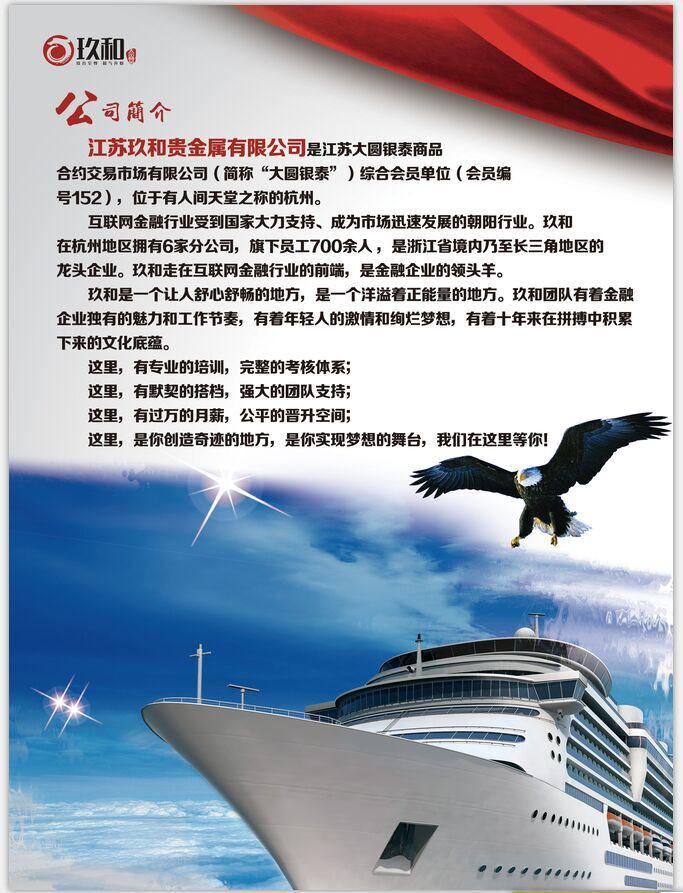 玖和
公司简介
江苏玖和贵金属有限公司是江苏大圆银泰商品
合约交易市场有限公司（简称“大圆银泰”）综合会员单位（会员编
号152），位于有人间天堂之称的杭州。
互联网金融行业受到国家大力支持、成为市场迅速发展的朝阳行业。玖和
在杭州地区拥有6家分公司，旗下员工700余人，是浙江省境内乃至长三角地区的
龙头企业。玖和走在互联网金融行业的前端，是金融企业的领头羊。
玖和是一个让人舒心舒畅的地方，是一个洋溢着正能量的地方。玖和团队有着金融
企业独有的魅力和工作节奏，有着年轻人的激情和绚烂梦想，有着十年来在拼搏中积累
下来的文化底蕴。
这里，有专业的培训，完整的考核体系；
这里，有默契的搭档，强大的团队支持；
这里，有过万的月薪，公平的晋升空间；
这里，是你创造奇迹的地方，是你实现梦想的舞台，我们在这里等你！